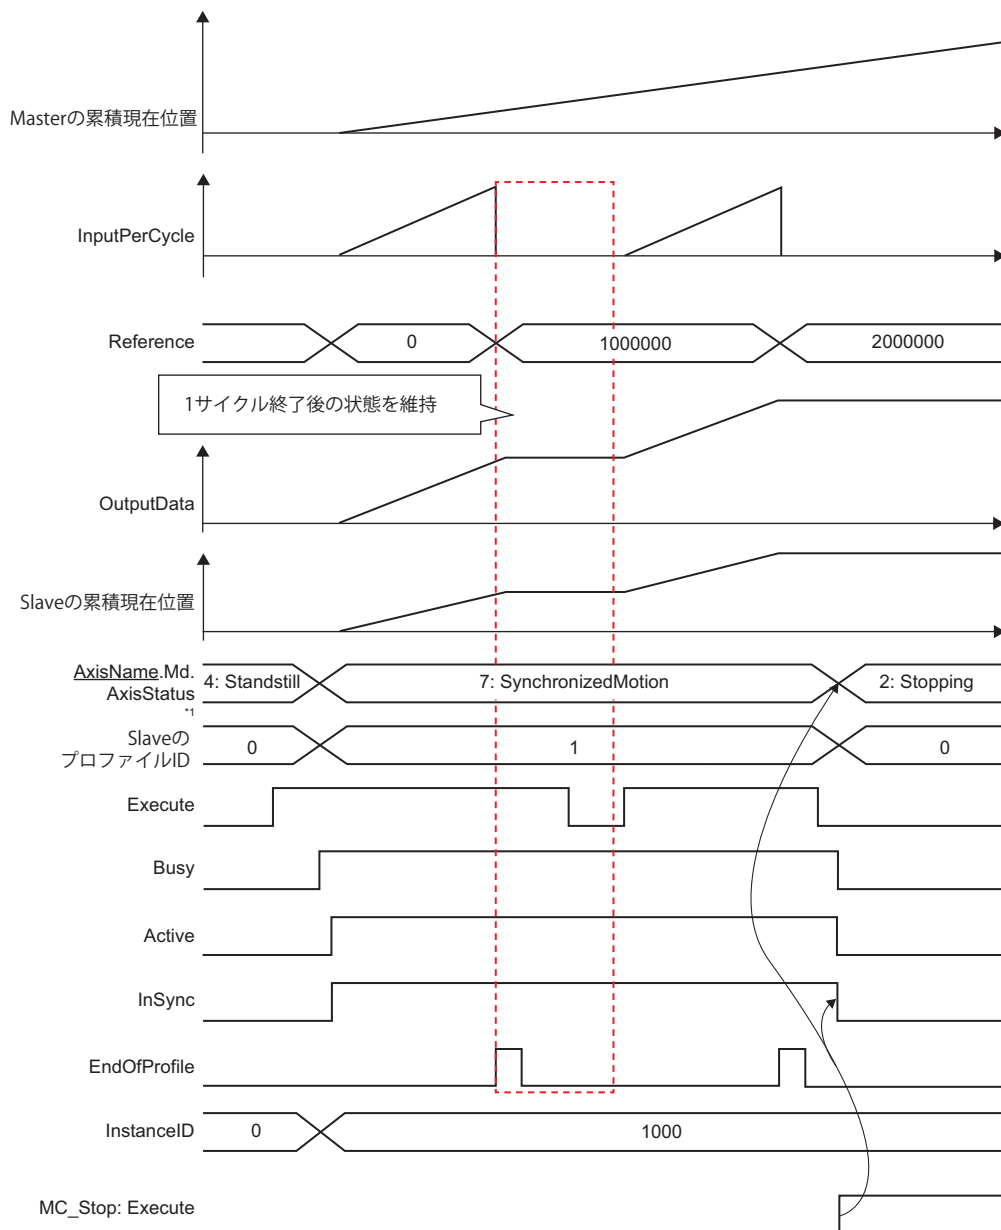 Masterの累積現在位置
InputPerCycle
Reference
0
1000000
2000000
1サイクル終了後の状態を維持
OutputData
Slaveの累積現在位置
AxisName.Md.
AxisStatus
*1
4: Standstill
7: SynchronizedMotion
2: Stopping
Slaveの
プロファイルID
0
1
0
Execute
Busy
Active
InSync
EndOfProfile
InstanceID
0
1000
MC_Stop: Execute